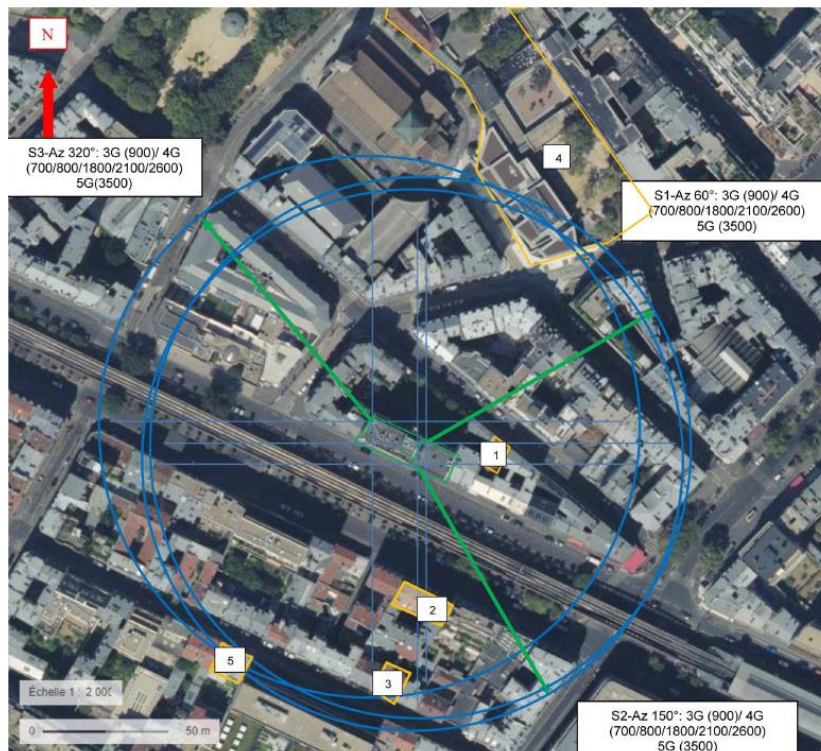 N
S3-Az 320°: 3G (900)/ 4G
(700/800/1800/2100/2600)
5G(3500)
4
S1-Az 60°: 3G (900)/ 4G
(700/800/1800/2100/2600)
5G (3500)
1
2
5
3
Échelle 1 : 2 000
0 50 m
S2-Az 150°: 3G (900)/ 4G
(700/800/1800/2100/2600)
5G (3500)